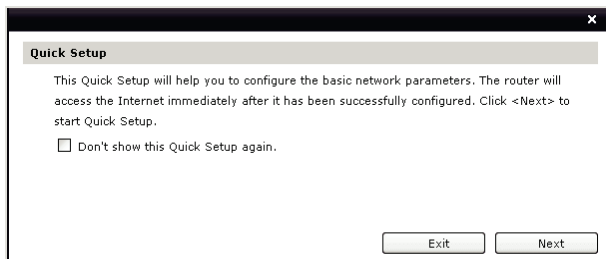 Quick Setup
This Quick Setup will help you to configure the basic network parameters. The router will
access the Internet immediately after it has been successfully configured. Click <Next> to
start Quick Setup.
Don't show this Quick Setup again.
Exit Next